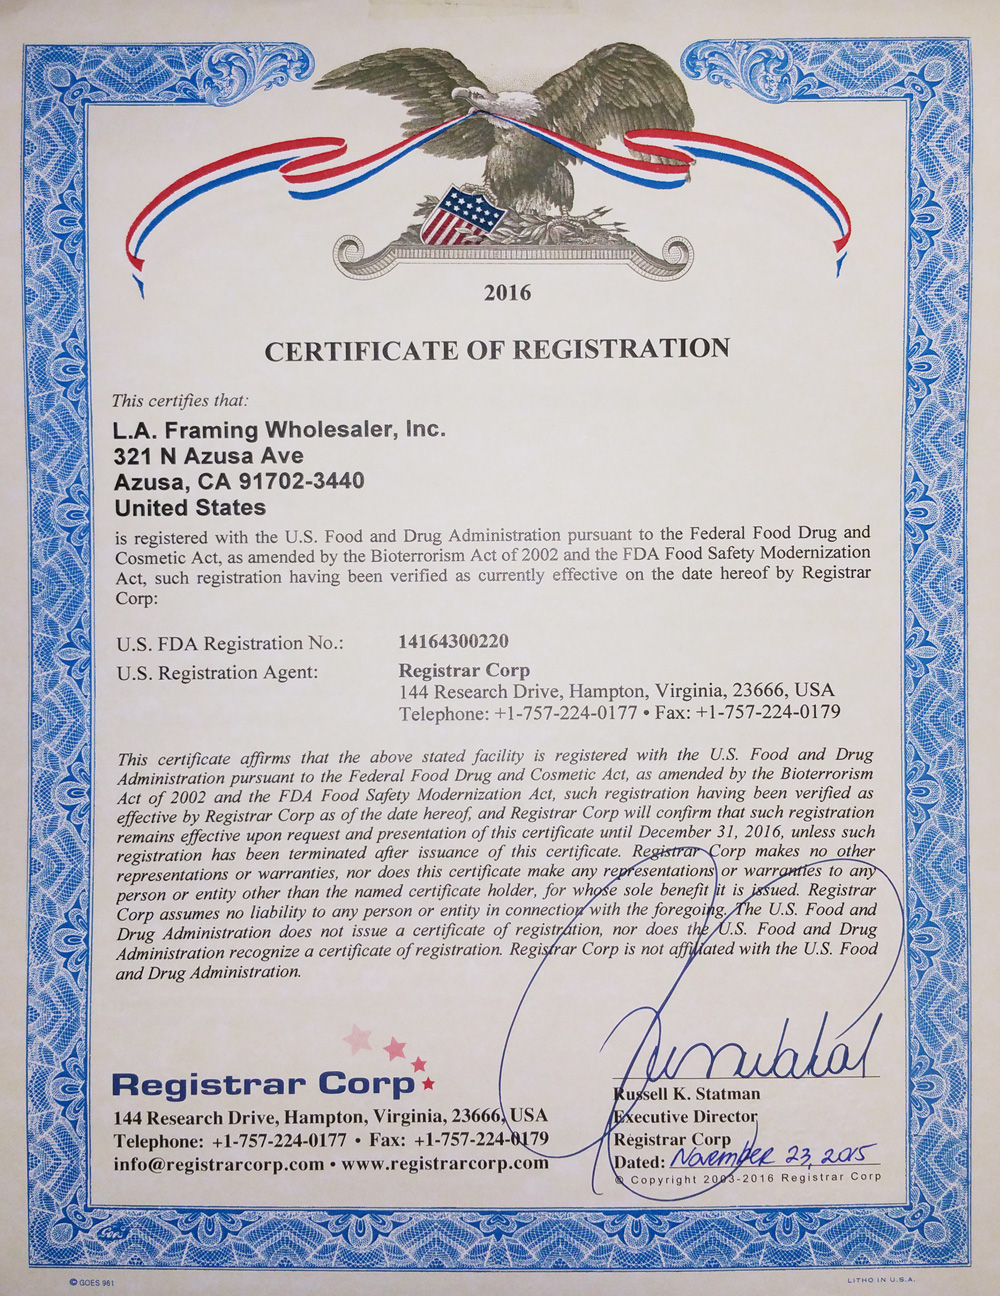 2016
CERTIFICATE OF REGISTRATION
This certifies that:
L.A. Framing Wholesaler, Inc.
321 N Azusa Ave
Azusa, CA 91702-3440
United States
is registered with the U.S. Food and Drug Administration pursuant to the Federal Food Drug and
Cosmetic Act, as amended by the Bioterrorism Act of 2002 and the FDA Food Safety Modernization
Act, such registration having been verified as currently effective on the date hereof by Registrar
Corp:
U.S. FDA Registration No.: 14164300220
U.S. Registration Agent: Registrar Corp
144 Research Drive, Hampton, Virginia, 23666, USA
Telephone: +1-757-224-0177 • Fax: +1-757-224-0179
This certificate affirms that the above stated facility is registered with the U.S. Food and Drug
Administration pursuant to the Federal Food Drug and Cosmetic Act, as amended by the Bioterrorism
Act of 2002 and the FDA Food Safety Modernization Act, such registration having been verified as
effective by Registrar Corp as of the date hereof, and Registrar Corp will confirm that such registration
remains effective upon request and presentation of this certificate until December 31, 2016, unless such
registration has been terminated after issuance of this certificate. Registrar Corp makes no other
representations or warranties, nor does this certificate make any representations or warranties to any
person or entity other than the named certificate holder, for whose sole benefit it is issued. Registrar
Corp assumes no liability to any person or entity in connection with the foregoing. The U.S. Food and
Drug Administration does not issue a certificate of registration, nor does the U.S. Food and Drug
Administration recognize a certificate of registration. Registrar Corp is not affiliated with the U.S. Food
and Drug Administration.
Registrar Corp
144 Research Drive, Hampton, Virginia, 23666, USA
Telephone: +1-757-224-0177 • Fax: +1-757-224-0179
info@registrarcorp.com • www.registrarcorp.com
Russell K. Statman
Executive Director
Registrar Corp
Dated: November 23, 2015
© Copyright 2003-2016 Registrar Corp
© GOES 961
LITHO IN U.S.A.